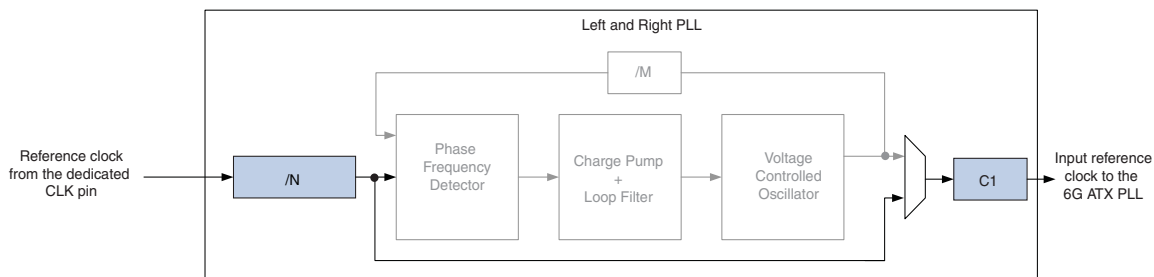 Left and Right PLL
/M
Reference clock
from the dedicated
CLK pin
/N
Phase
Frequency
Detector
Charge Pump
+
Loop Filter
Voltage
Controlled
Oscillator
C1
Input reference
clock to the
6G ATX PLL